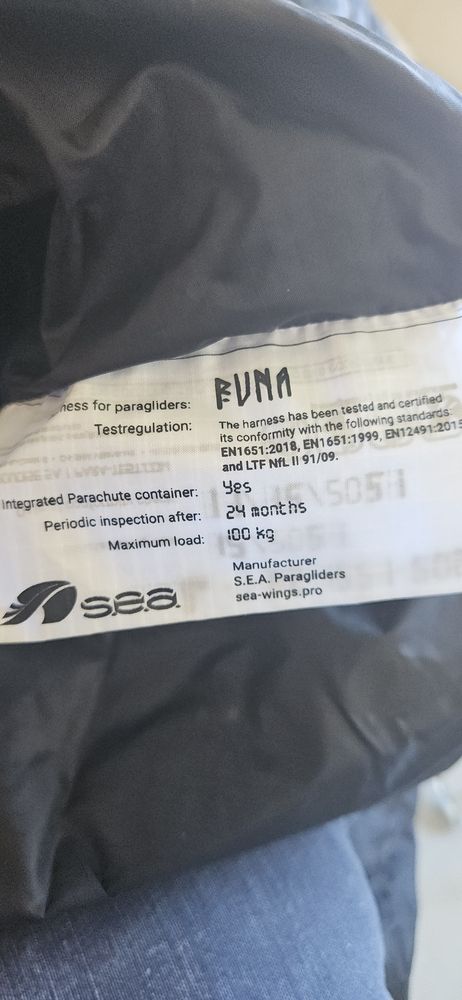 ness for paragliders: RUNA
Testregulation: The harness has been tested and certified
its conformity with the following standards:
EN1651:2018, EN1651:1999, EN12491:2015
and LTF NfL II 91/09.
Integrated Parachute container: Yes
Periodic inspection after: 24 months
Maximum load: 100 kg
Manufacturer
S.E.A. Paragliders
sea-wings.pro
s.e.a.